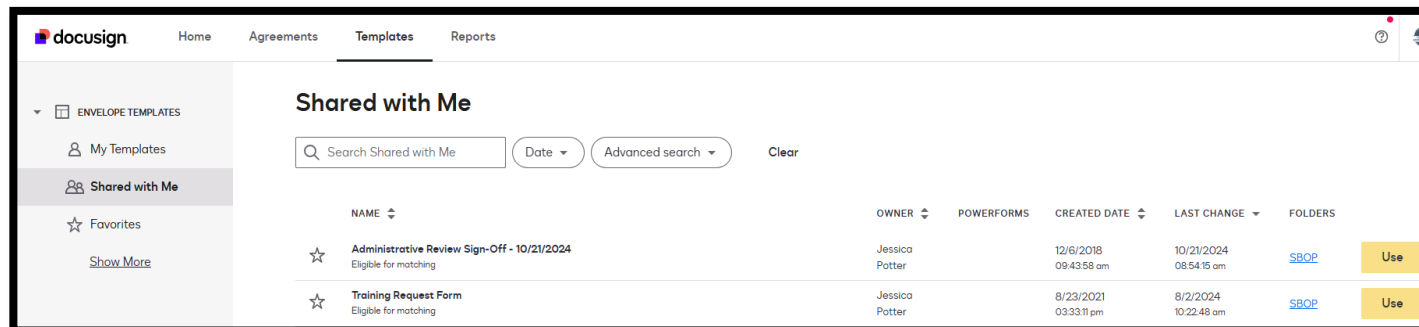 docusign Home Agreements Templates Reports
ENVELOPE TEMPLATES
My Templates
Shared with Me
Favorites
Show More
Shared with Me
Search Shared with Me Date Advanced search Clear
NAME OWNER POWERFORMS CREATED DATE LAST CHANGE FOLDERS
Administrative Review Sign-Off - 10/21/2024
Eligible for matching
Jessica
Potter
12/6/2018
09:43:58 am
10/21/2024
08:54:15 am
SBOP
Use
Training Request Form
Eligible for matching
Jessica
Potter
8/23/2021
03:33:11 pm
8/2/2024
10:22:48 am
SBOP
Use